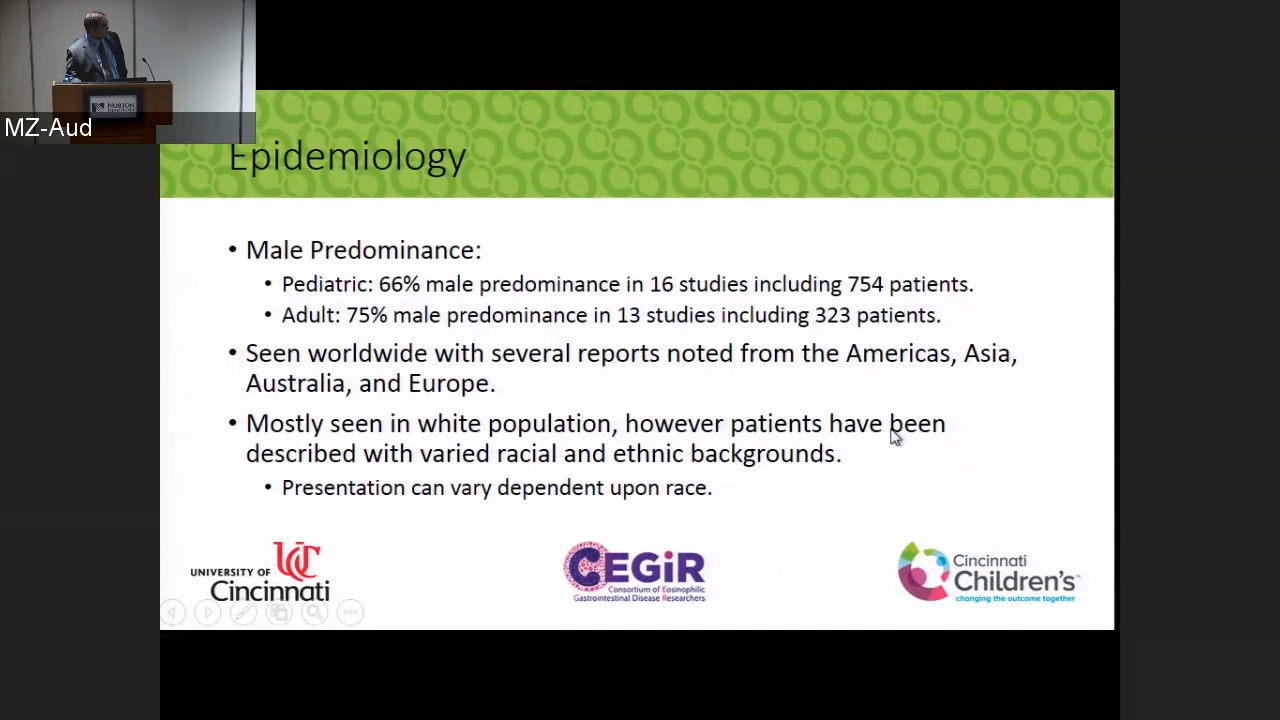 NORTON
HEALTHCARE
MZ-Aud
Epidemiology
• Male Predominance:
• Pediatric: 66% male predominance in 16 studies including 754 patients.
• Adult: 75% male predominance in 13 studies including 323 patients.
• Seen worldwide with several reports noted from the Americas, Asia,
Australia, and Europe.
• Mostly seen in white population, however patients have been
described with varied racial and ethnic backgrounds.
• Presentation can vary dependent upon race.
UC
UNIVERSITY OF
Cincinnati
CEGiR
Consortium of Eosinophilic
Gastrointestinal Disease Researchers
Cincinnati
Children's™
changing the outcome together